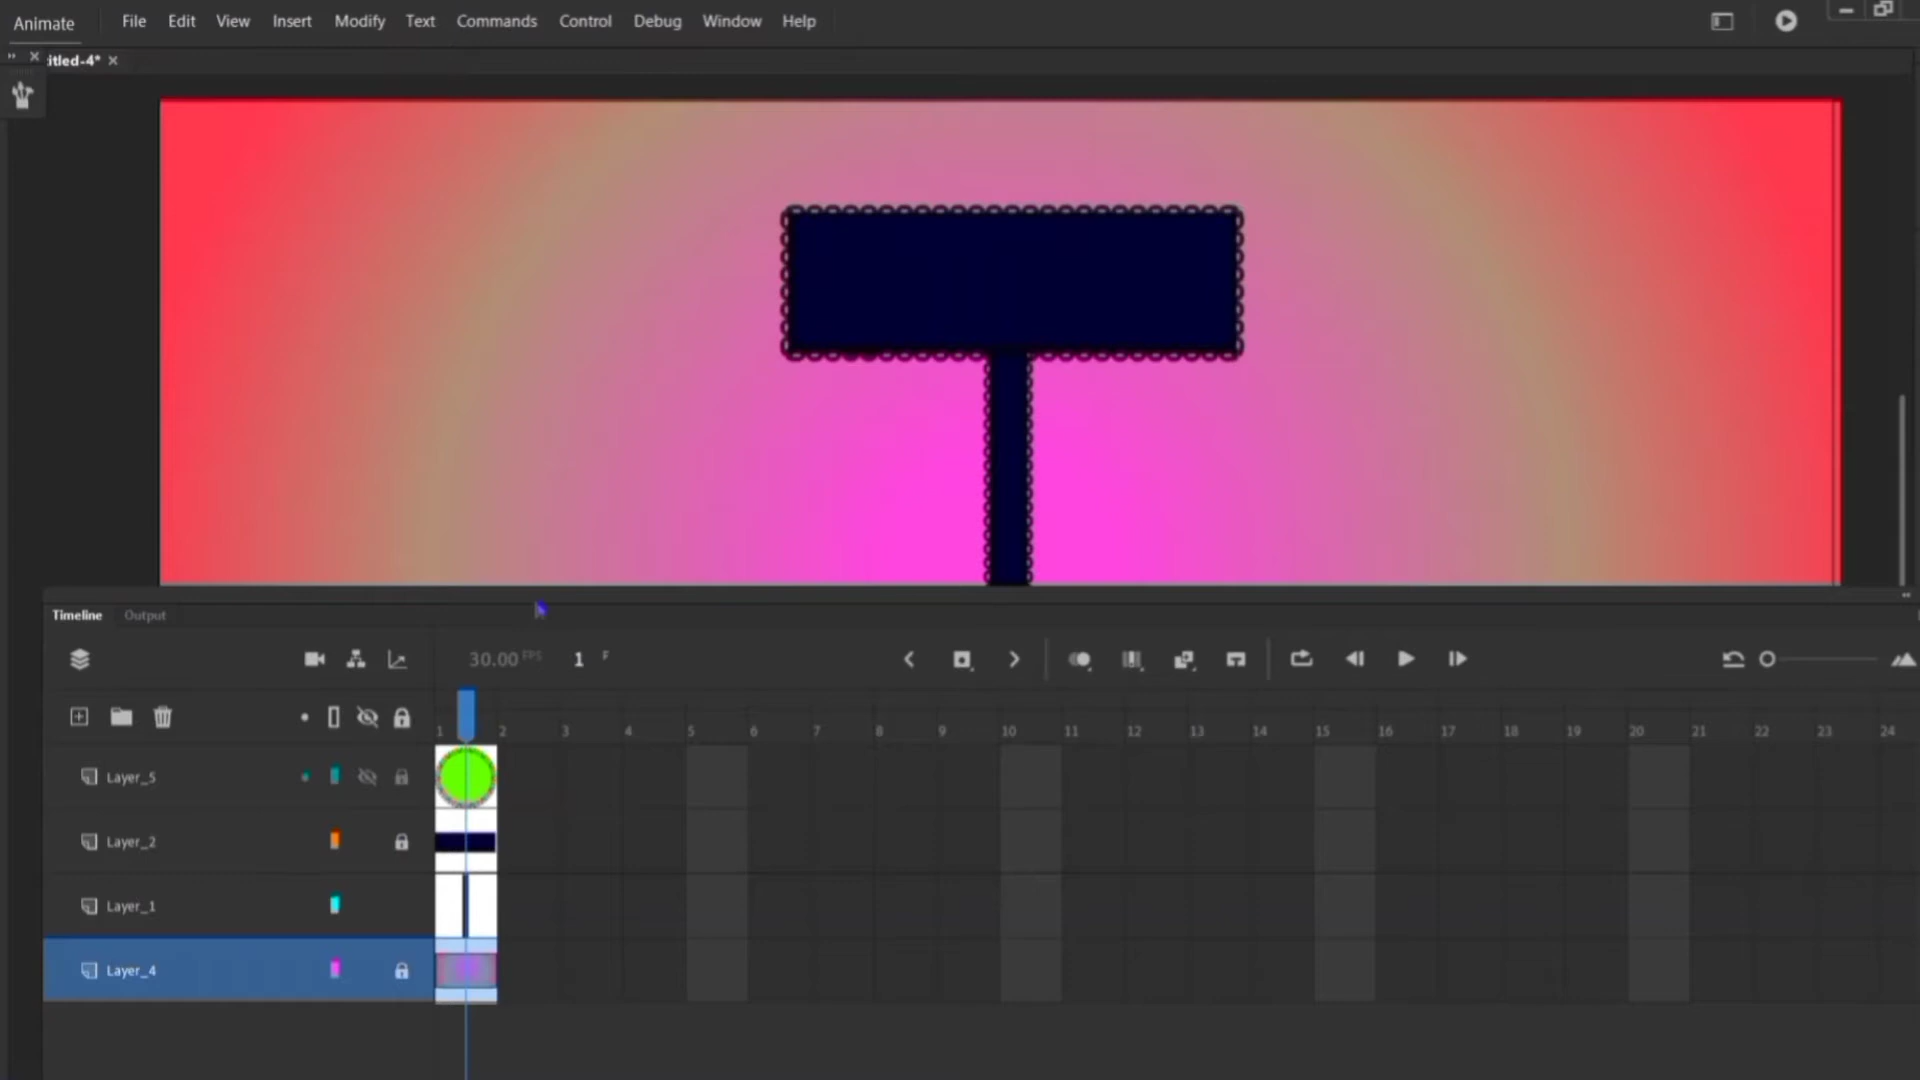 Animate File Edit View Insert Modify Text Commands Control Debug Window Help
itled-4*
Timeline Output
30.00 FPS 1 F
1 2 3 4 5 6 7 8 9 10 11 12 13 14 15 16 17 18 19 20 21 22 23 24
Layer_5
Layer_2
Layer_1
Layer_4